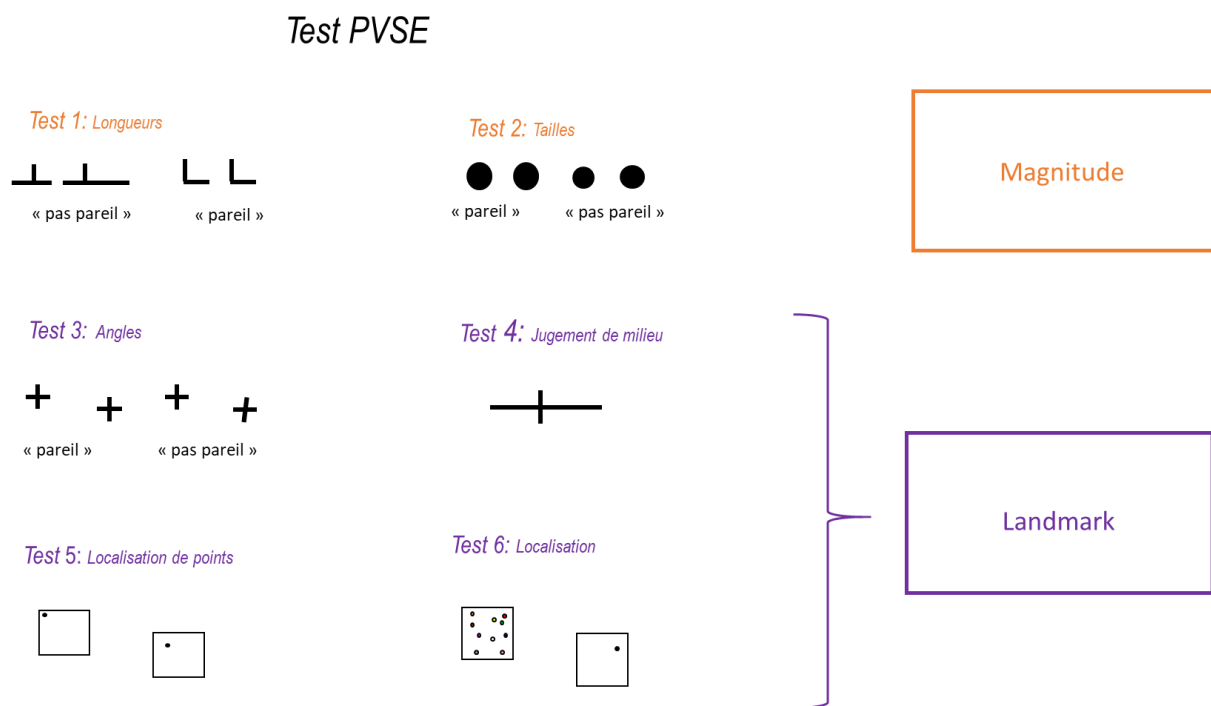 Test PVSE
Test 1: Longueurs
Test 2: Tailles
Magnitude
« pas pareil »
« pareil »
« pareil »
« pas pareil »
Test 3: Angles
Test 4: Jugement de milieu
« pareil »
« pas pareil »
Landmark
Test 5: Localisation de points
Test 6: Localisation